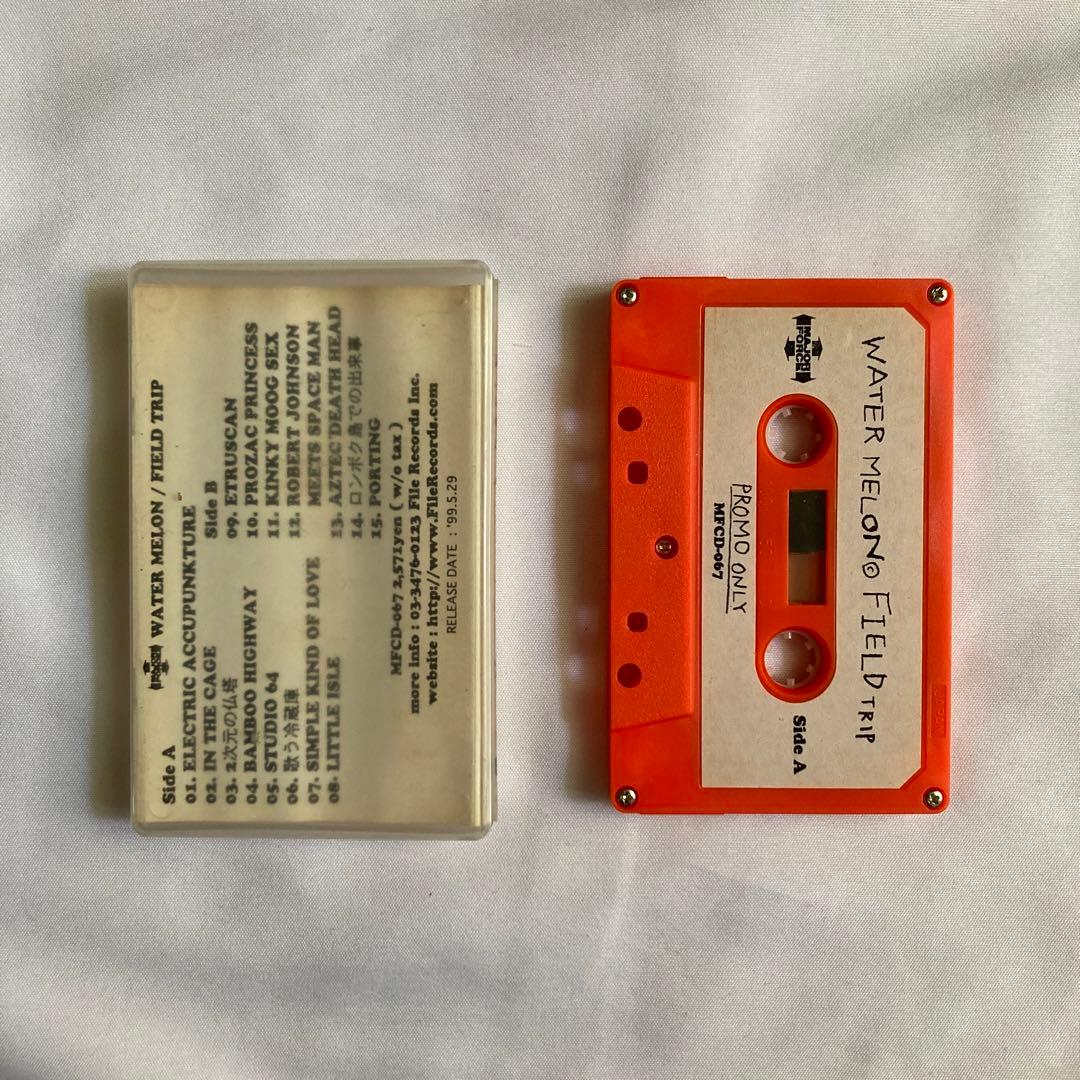 MAJOR FORCE WATER MELON / FIELD TRIP
Side A
01. ELECTRIC ACCUPUNKTURE
02. IN THE CAGE
03. 2次元の仏塔
04. BAMBOO HIGHWAY
05. STUDIO 64
06. 歌う冷蔵庫
07. SIMPLE KIND OF LOVE
08. LITTLE ISLE
Side B
09. ETRUSCAN
10. PROZAC PRINCESS
11. KINKY MOOG SEX
12. ROBERT JOHNSON
MEETS SPACE MAN
13. AZTEC DEATH HEAD
14. ロンボク島での出来事
15. PORTING
MFCD-067 2,571yen ( w/o tax )
more info : 03-3476-0123 File Records Inc.
website : http://www.FileRecords.com
RELEASE DATE : '99.5.29
WATER MELON© FIELD TRIP
MAJOR
FORCE
Side A
PROMO ONLY
MFCD-067